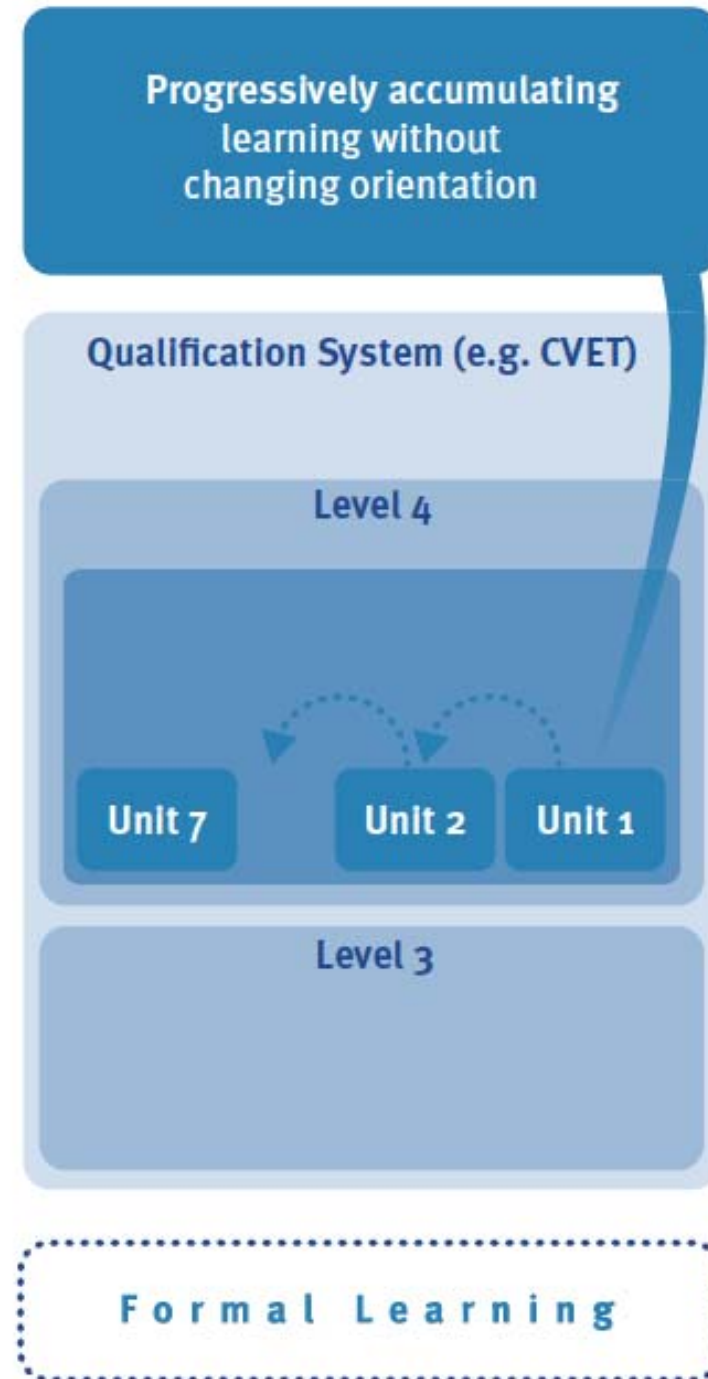 Progressively accumulating
learning without
changing orientation
Qualification System (e.g. CVET)
Level 4
Unit 7
Unit 2
Unit 1
Level 3
Formal Learning